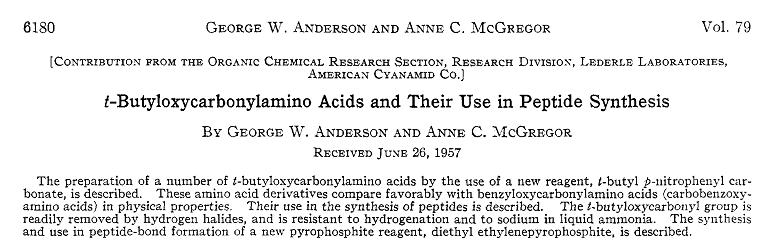 6180 GEORGE W. ANDERSON AND ANNE C. MCGREGOR Vol. 79
[CONTRIBUTION FROM THE ORGANIC CHEMICAL RESEARCH SECTION, RESEARCH DIVISION, LEDERLE LABORATORIES,
AMERICAN CYANAMID CO.]
t-Butyloxycarbonylamino Acids and Their Use in Peptide Synthesis
BY GEORGE W. ANDERSON AND ANNE C. MCGREGOR
RECEIVED JUNE 26, 1957
The preparation of a number of t-butyloxycarbonylamino acids by the use of a new reagent, t-butyl p-nitrophenyl car-
bonate, is described. These amino acid derivatives compare favorably with benzyloxycarbonylamino acids (carbobenzoxy-
amino acids) in physical properties. Their use in the synthesis of peptides is described. The t-butyloxycarbonyl group is
readily removed by hydrogen halides, and is resistant to hydrogenation and to sodium in liquid ammonia. The synthesis
and use in peptide-bond formation of a new pyrophosphite reagent, diethyl ethylenepyrophosphite, is described.